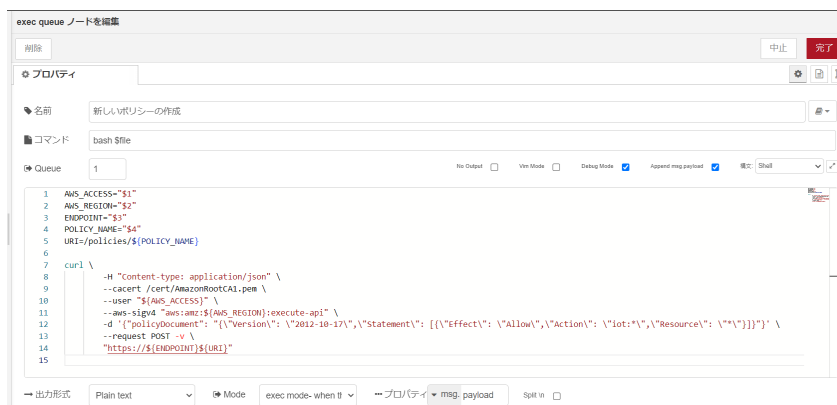 exec queue ノードを編集
削除
中止
完了
プロパティ
名前
新しいポリシーの作成
コマンド
bash $file
Queue
1
No Output
Vim Mode
Debug Mode
Append msg.payload
構文:
Shell
1 AWS_ACCESS="$1"
2 AWS_REGION="$2"
3 ENDPOINT="$3"
4 POLICY_NAME="$4"
5 URI=/policies/${POLICY_NAME}
6
7 curl \
8 -H "Content-type: application/json" \
9 --cacert /cert/AmazonRootCA1.pem \
10 --user "${AWS_ACCESS}" \
11 --aws-sigv4 "aws:amz:${AWS_REGION}:execute-api" \
12 -d '{"policyDocument": "{\"Version\": \"2012-10-17\",\"Statement\": [{\"Effect\": \"Allow\",\"Action\": \"iot:*\",\"Resource\": \"*\"}]}"}' \
13 --request POST -v \
14 "https://${ENDPOINT}${URI}"
15
出力形式
Plain text
Mode
exec mode- when th
プロパティ
msg. payload
Split \n